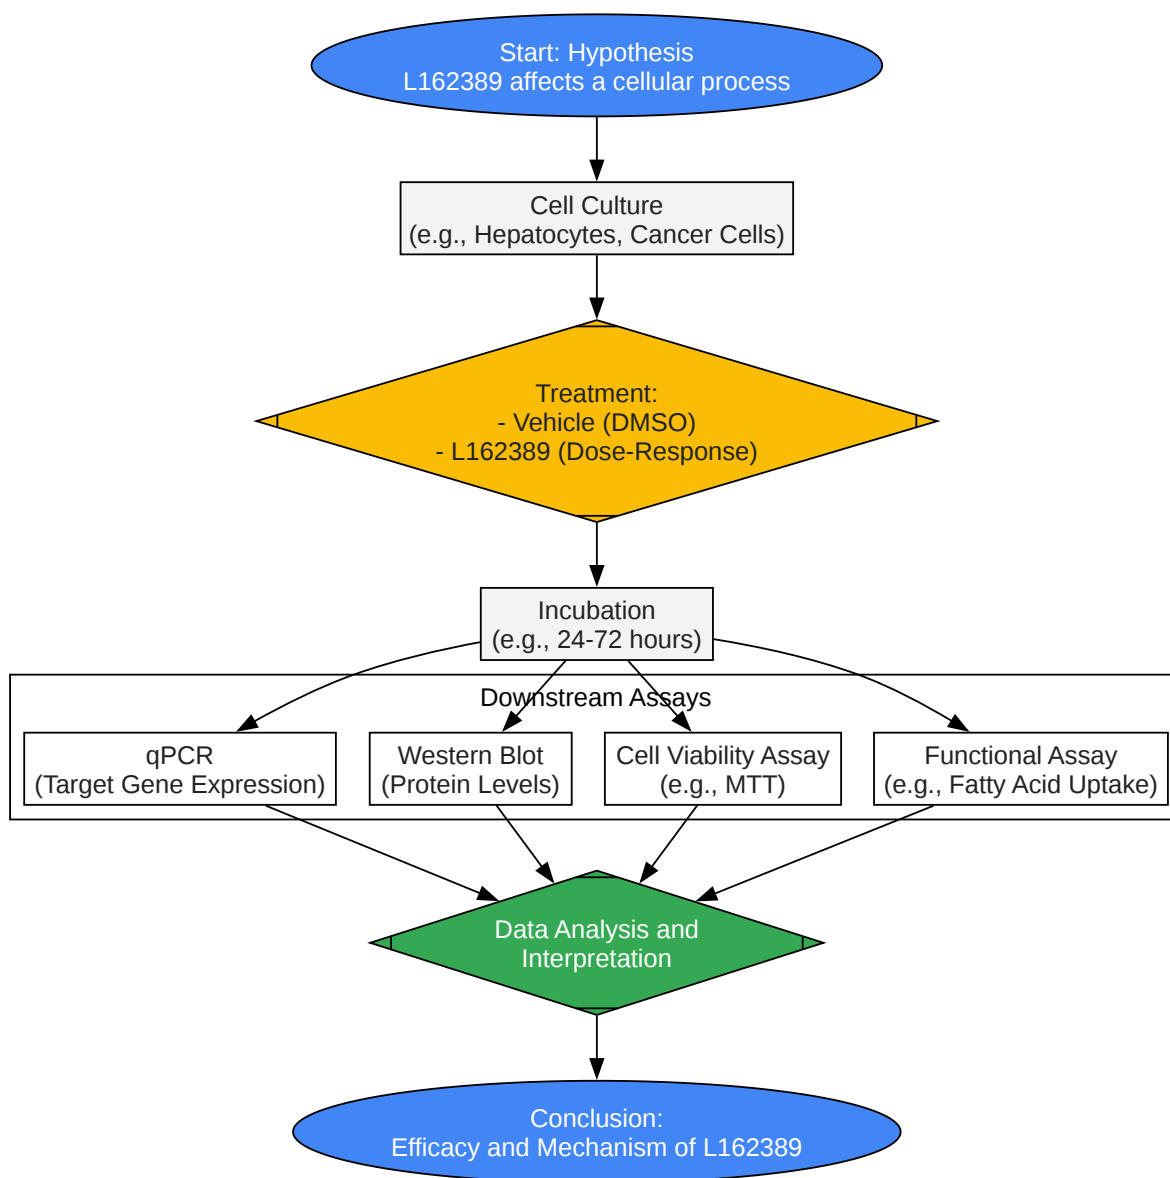 Start: Hypothesis
L162389 affects a cellular process
Cell Culture
(e.g., Hepatocytes, Cancer Cells)
Treatment:
- Vehicle (DMSO)
- L162389 (Dose-Response)
Incubation
(e.g., 24-72 hours)
Downstream Assays
qPCR
(Target Gene Expression)
Western Blot
(Protein Levels)
Cell Viability Assay
(e.g., MTT)
Functional Assay
(e.g., Fatty Acid Uptake)
Data Analysis and
Interpretation
Conclusion:
Efficacy and Mechanism of L162389